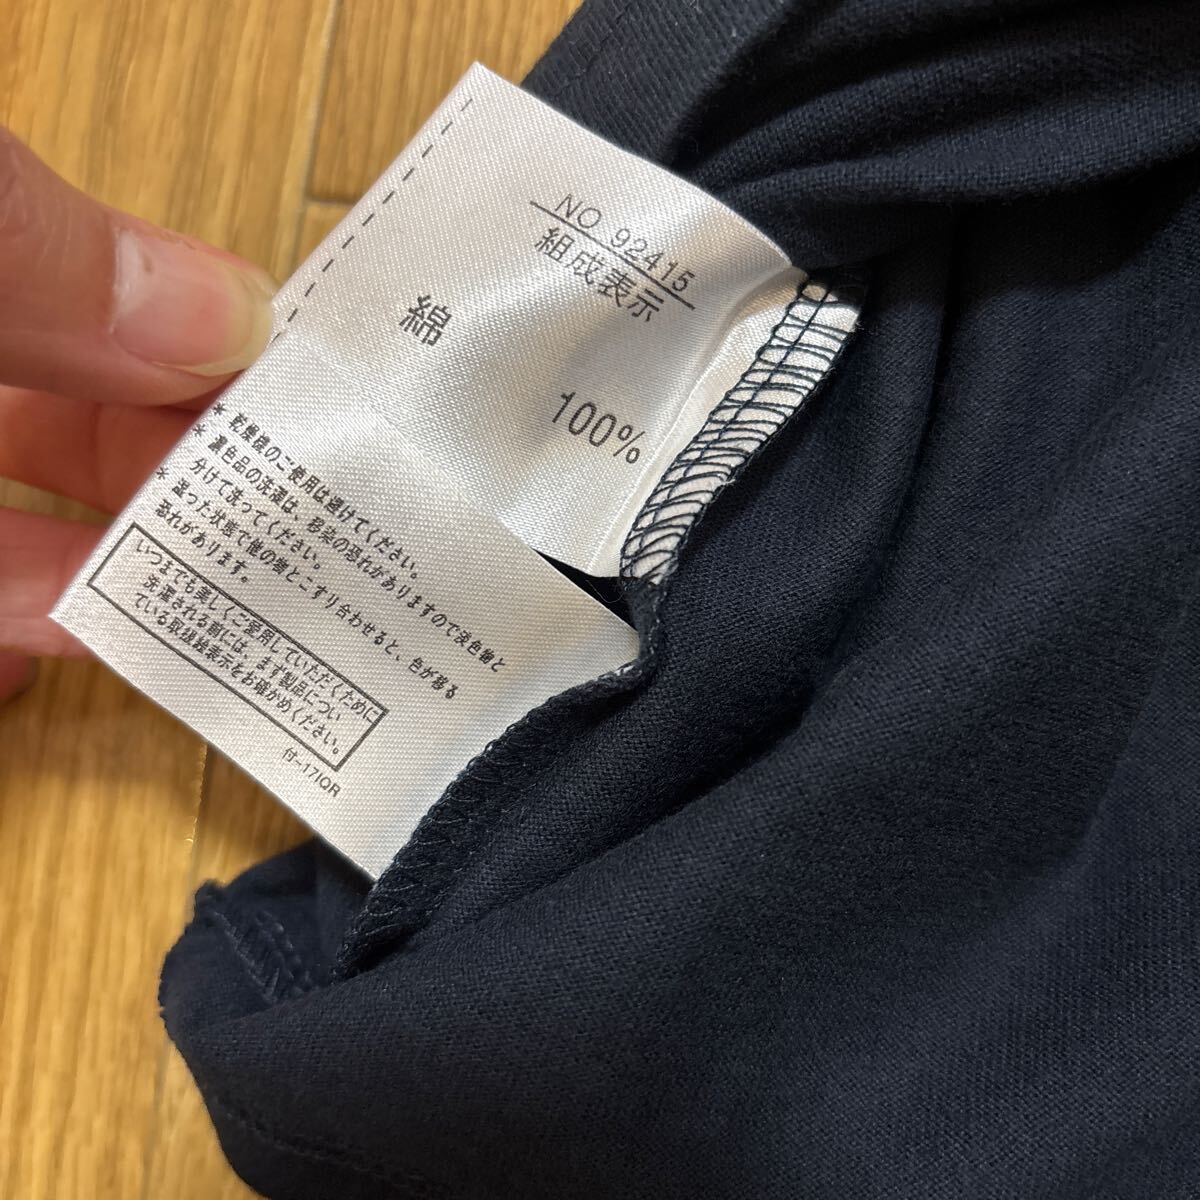 NO 92415
組成表示
綿 100%
* 乾燥機のご使用は避けてください。
* 濃色品の洗濯は、移染の恐れがありますので淡色物と
分けて洗ってください。
* 湿った状態で他の物とこすり合わせると、色が移る
恐れがあります。
いつまでも美しくご愛用していただくために
洗濯される前には、まず製品につい
ている取扱絵表示をお確かめください。
付-17IQR